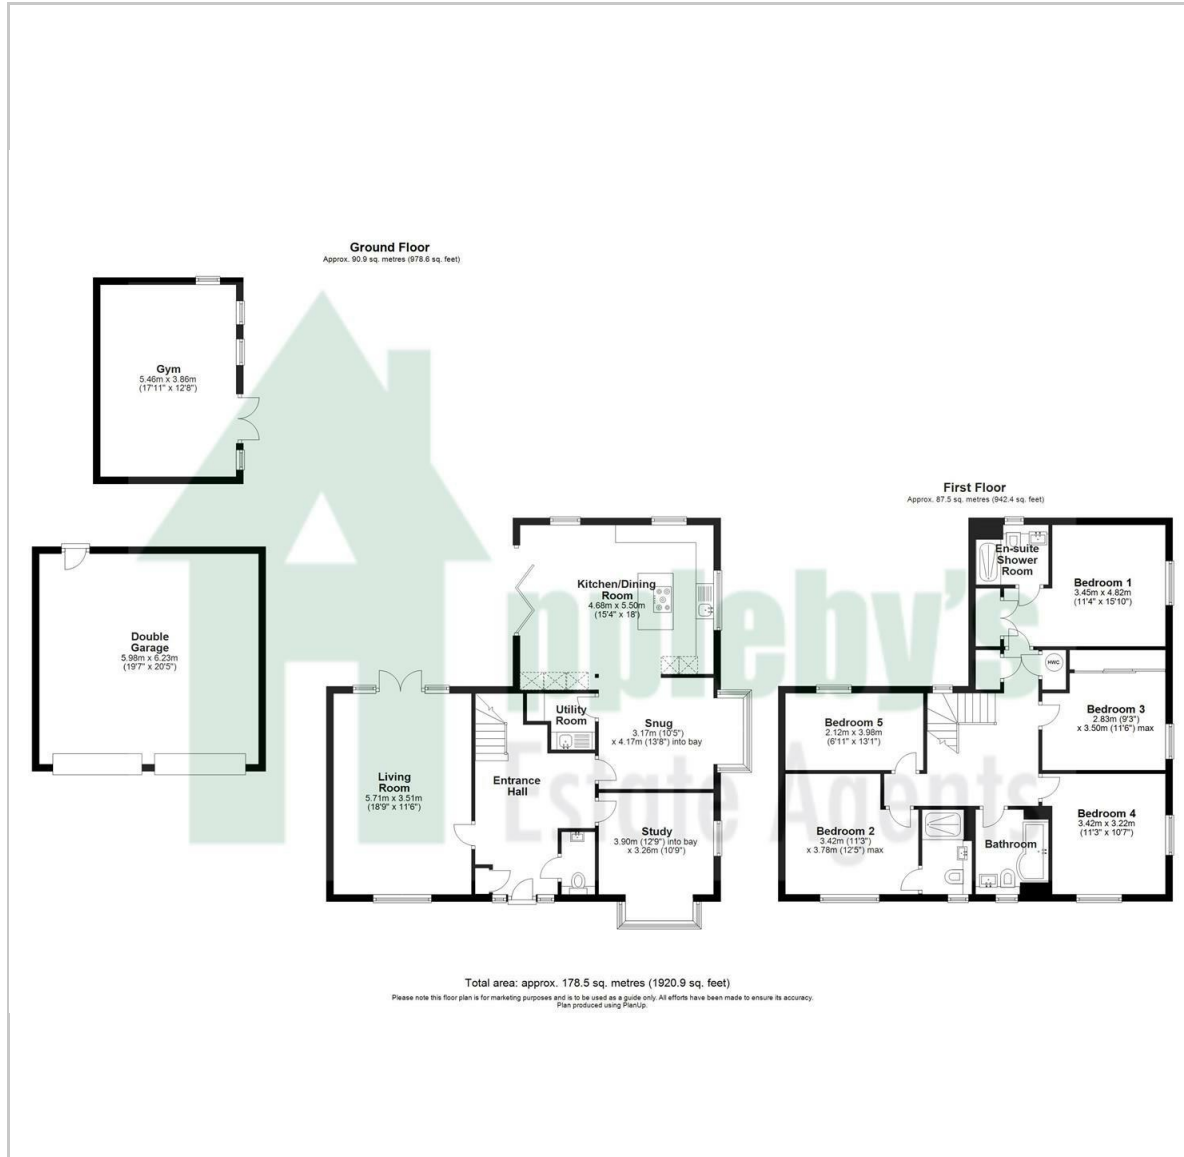 Ground Floor
Approx. 90.9 sq. metres (978.6 sq. feet)
Gym
5.46m x 3.86m
(17'11" x 12'8")
Double
Garage
5.98m x 6.23m
(19'7" x 20'5")
Kitchen/Dining
Room
4.68m x 5.50m
(15'4" x 18')
Utility
Room
Snug
3.17m (10'5")
x 4.17m (13'8") into bay
Living
Room
5.71m x 3.51m
(18'9" x 11'6")
Entrance
Hall
Study
3.90m (12'9") into bay
x 3.26m (10'9")
First Floor
Approx. 87.5 sq. metres (942.4 sq. feet)
En-suite
Shower
Room
Bedroom 1
3.45m x 4.82m
(11'4" x 15'10")
HWC
Bedroom 3
2.83m (9'3")
x 3.50m (11'6") max
Bedroom 5
2.12m x 3.98m
(6'11" x 13'1")
Bedroom 2
3.42m (11'3")
x 3.78m (12'5") max
Bathroom
Bedroom 4
3.42m x 3.22m
(11'3" x 10'7")
ppleby's
Estate Agents
Total area: approx. 178.5 sq. metres (1920.9 sq. feet)
Please note this floor plan is for marketing purposes and is to be used as a guide only. All efforts have been made to ensure its accuracy.
Plan produced using PlanUp.